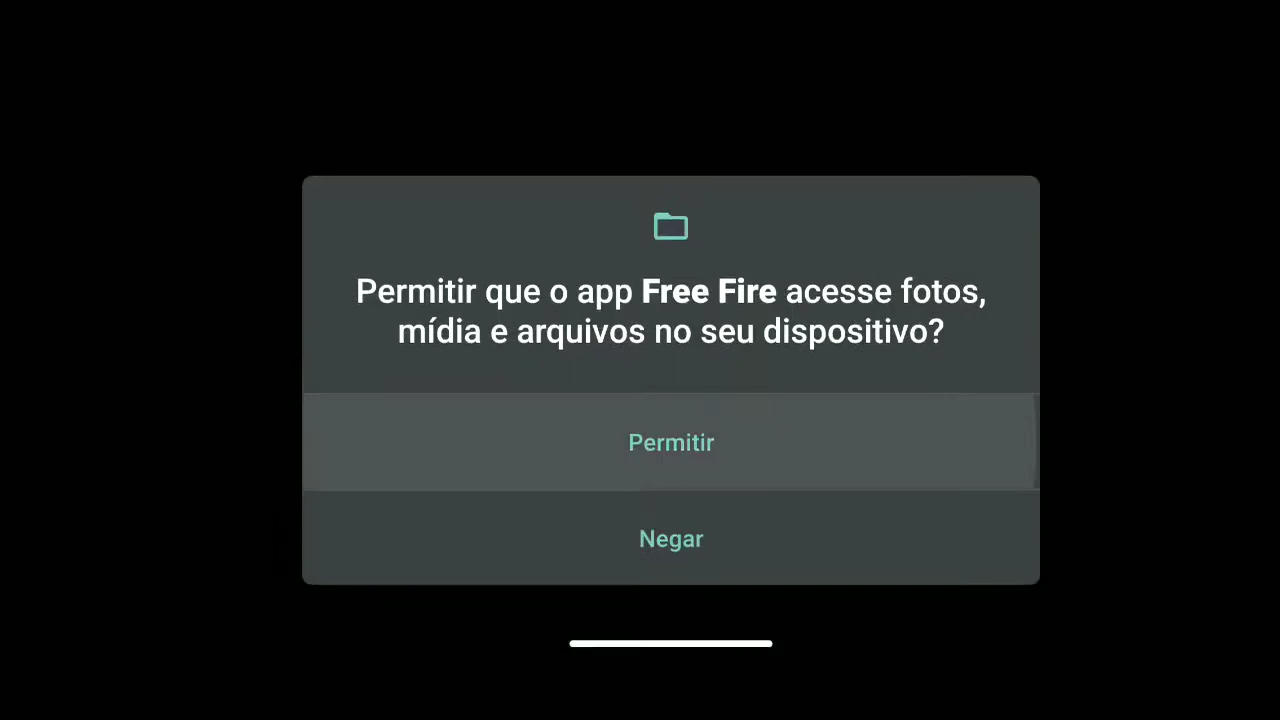 Permitir que o app Free Fire acesse fotos,
mídia e arquivos no seu dispositivo?
Permitir
Negar